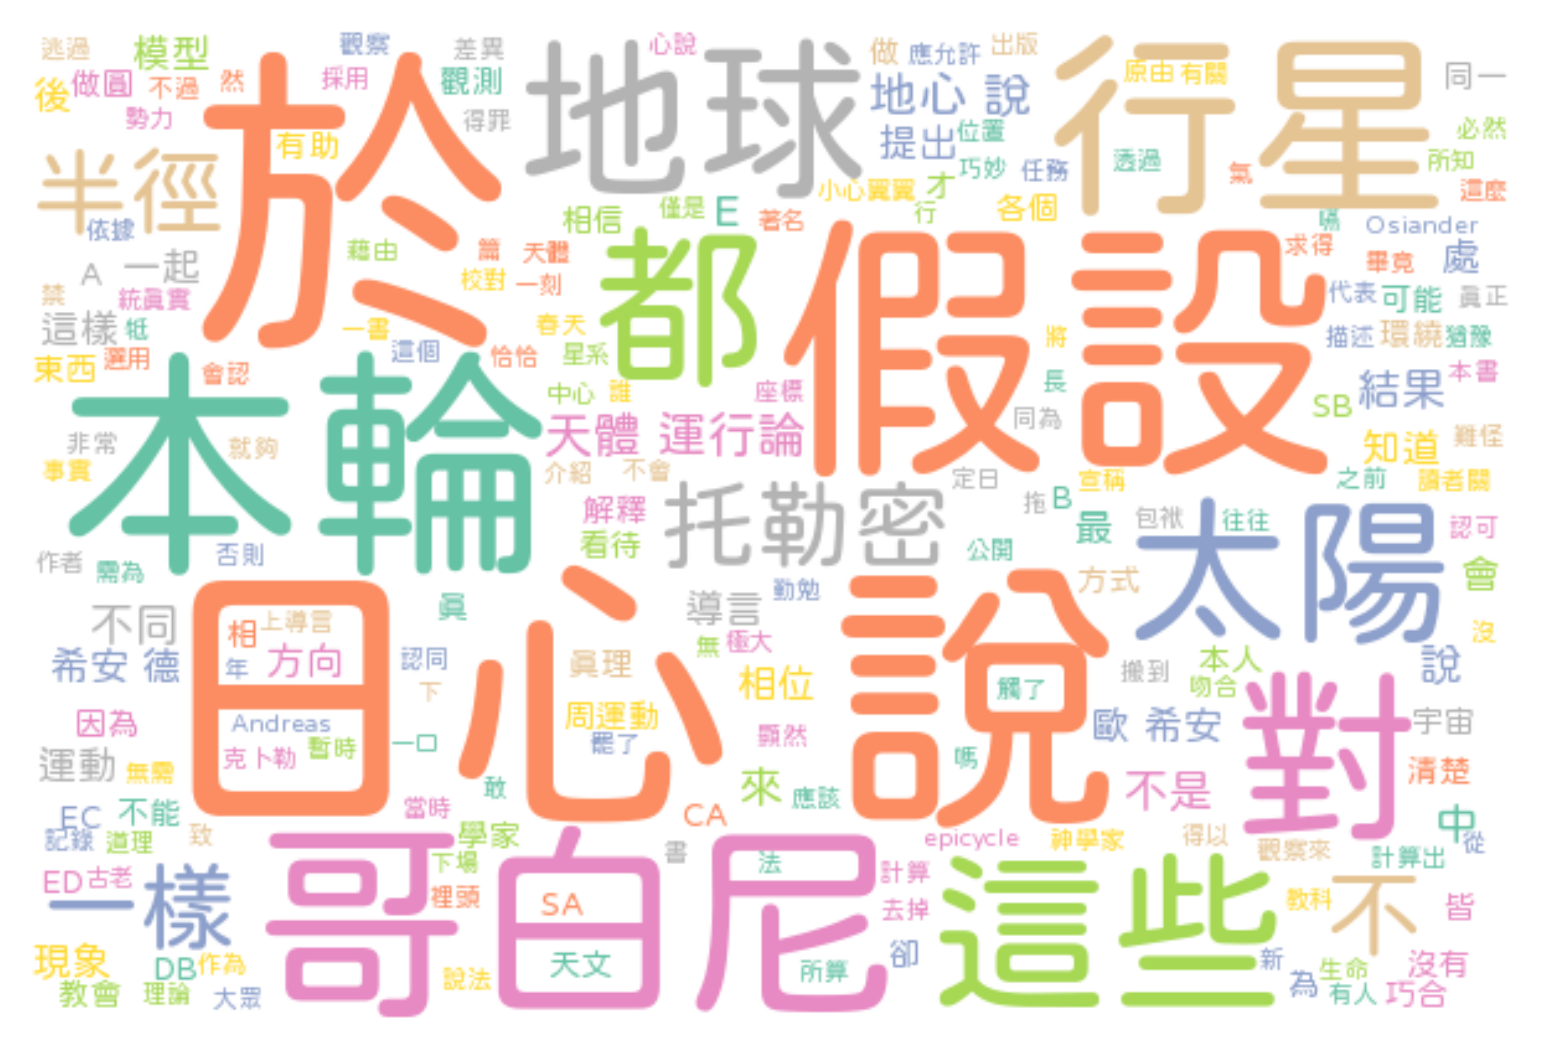 逃過
模型
觀察
差異
心說
做
應允許
出版
後
做圓
不過
然
採用
觀測
地球
地心 說
行星
原由
有關
同一
勢力
有助
得罪
提出
位置
必然
於
半徑
巧妙
任務
透過
氣
所知
依據
相信
僅是
E
著名
小心翼翼
才
行
各個
這麼
Osiander
A
一起
藉由
篇
天體
都
假設
求得
畢竟
處
禁
統眞實
校對
一刻
代表
可能
眞正
這樣
牴
一書
這個
春天
星系
將
描述
環繞
猶豫
東西
選用
會認
恰恰
中心
誰
座標
長
SB
結果
本書
本輪
天體 運行論
同為
非常
就夠
知道
難怪
事實
介紹
不會
定日
宣稱
之前
讀者關
解釋
托勒密
拖
B
最
包袱
往往
太陽
認可
作者
需為
否則
看待
公開
方式
會
不同
眞
導言
勤勉
沒
日心 說
相
上導言
希安 德
年
方向
認同
下
眞理
無
極大
相位
觸了
搬到
本人
吻合
說
因為
Andreas
周運動
罷了
顯然
歐 希安
對
宇宙
運動
無需
克卜勒
暫時
一口
敢
來
應該
嗎
不是
清楚
EC
不能
當時
CA
中
記錄
道理
致
學家
epicycle
神學家
得以
觀察來
計算出
從
ED
古老
哥白尼
下場
書
法
計算
這些
一樣
裡頭
SA
去掉
教科
不
皆
現象
DB
作為
天文
所算
卻
新
沒有
教會
理論
大眾
說法
為
生命
有人
巧合